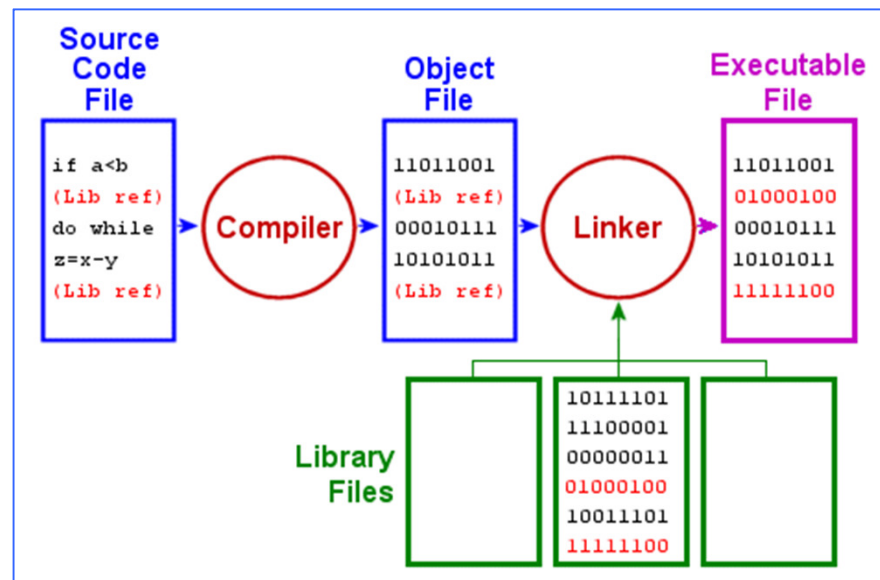 Source
Code
File
if a<b
(Lib ref)
do while
z=x-y
(Lib ref)
Compiler
Object
File
11011001
(Lib ref)
00010111
10101011
(Lib ref)
Linker
Executable
File
11011001
01000100
00010111
10101011
11111100
Library
Files
10111101
11100001
00000011
01000100
10011101
11111100